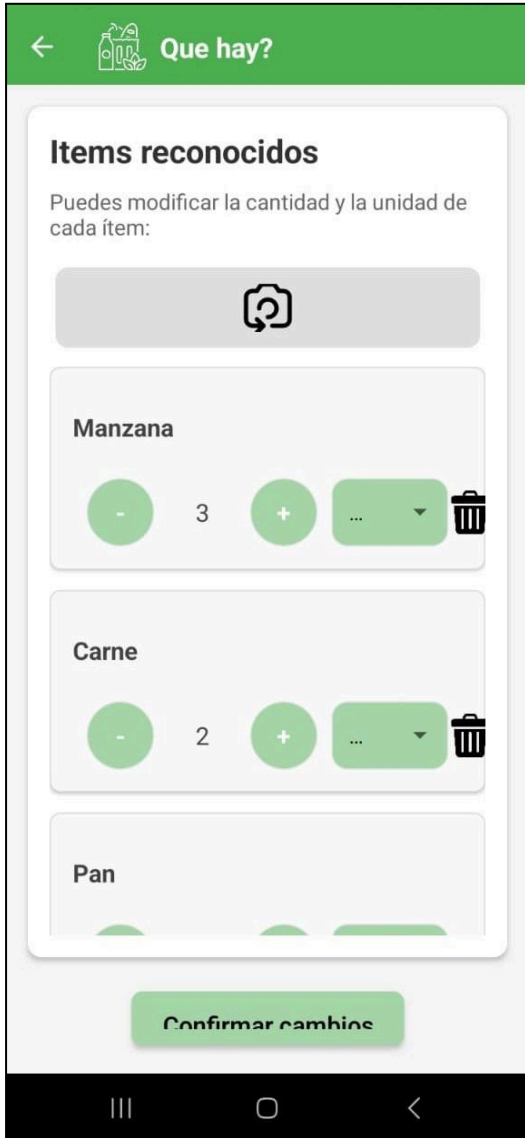 Que hay?
Items reconocidos
Puedes modificar la cantidad y la unidad de
cada ítem:
Manzana
- 3 + ...
Carne
- 2 + ...
Pan
Confirmar cambios